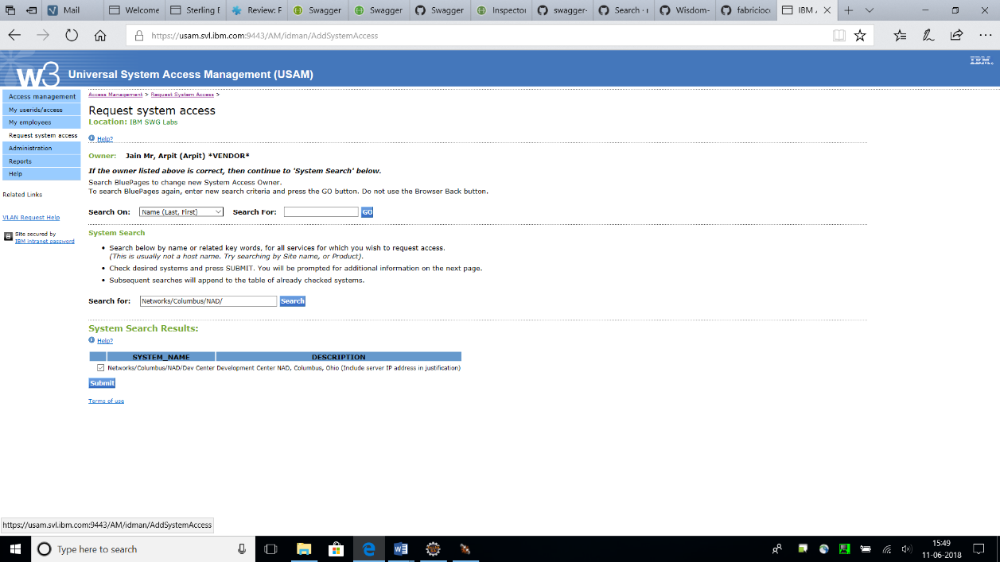 Mail
Welcome
Sterling
Review: F
Swagger
Swagger
Swagger
Inspector
swagger-
Search ·
Wisdom-
fabricioc
IBM
https://usam.svl.ibm.com:9443/AM/idman/AddSystemAccess
w3 Universal System Access Management (USAM)
IBM
Access management
My userids/access
My employees
Request system access
Administration
Reports
Help
Related Links
VLAN Request Help
Site secured by
IBM intranet password
Access Management > Request System Access >
Request system access
Location: IBM SWG Labs
Help?
Owner: Jain Mr, Arpit (Arpit) *VENDOR*
If the owner listed above is correct, then continue to 'System Search' below.
Search BluePages to change new System Access Owner.
To search BluePages again, enter new search criteria and press the GO button. Do not use the Browser Back button.
Search On: Name (Last, First) Search For: GO
System Search
• Search below by name or related key words, for all services for which you wish to request access.
(This is usually not a host name. Try searching by Site name, or Product).
• Check desired systems and press SUBMIT. You will be prompted for additional information on the next page.
• Subsequent searches will append to the table of already checked systems.
Search for: Networks/Columbus/NAD/ Search
System Search Results:
Help?
SYSTEM_NAME DESCRIPTION
Networks/Columbus/NAD/Dev Center Development Center NAD, Columbus, Ohio (Include server IP address in justification)
Submit
Terms of use
https://usam.svl.ibm.com:9443/AM/idman/AddSystemAccess
Type here to search
15:49
11-06-2018